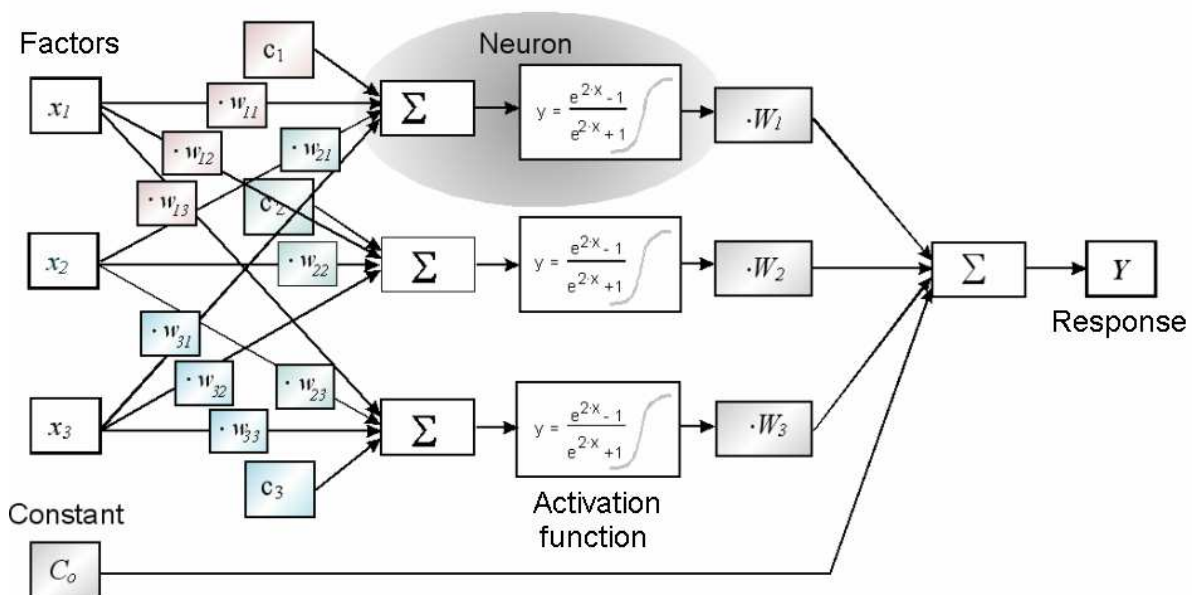 Factors
Neuron
c1
x1
· w11
Σ
y = e^2·x - 1 / e^2·x + 1
·W1
· w12
· w21
· w13
c2
x2
· w22
Σ
y = e^2·x - 1 / e^2·x + 1
·W2
Σ
Y
Response
· w31
· w32
· w23
x3
· w33
Σ
y = e^2·x - 1 / e^2·x + 1
·W3
c3
Activation
function
Constant
Co